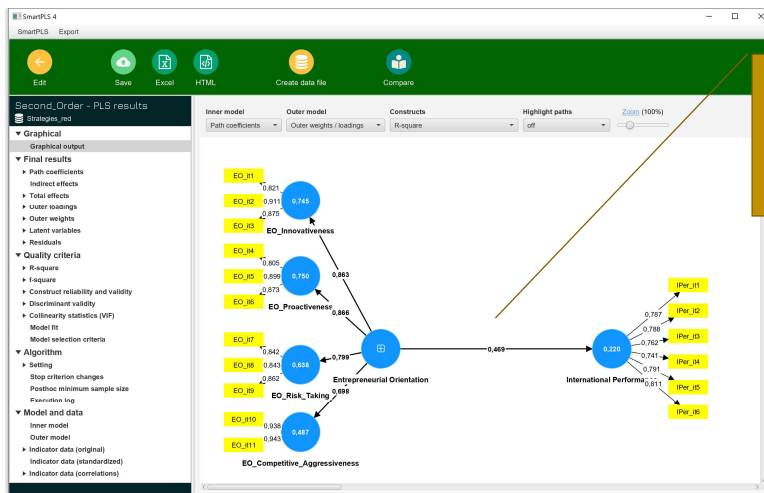 SmartPLS 4
SmartPLS Export
Edit Save Excel HTML Create data file Compare
Second_Order - PLS results
Strategies_red
Graphical
Graphical output
Final results
Path coefficients
Indirect effects
Total effects
Outer loadings
Outer weights
Latent variables
Residuals
Quality criteria
R-square
f-square
Construct reliability and validity
Discriminant validity
Collinearity statistics (VIF)
Model fit
Model selection criteria
Algorithm
Setting
Stop criterion changes
Posthoc minimum sample size
Execution log
Model and data
Inner model
Outer model
Indicator data (original)
Indicator data (standardized)
Indicator data (correlations)
Inner model Outer model Constructs Highlight paths Zoom (100%)
Path coefficients Outer weights / loadings R-square off
EO_it1
0,821
EO_it2 0,911 0,745
0,875
EO_it3
EO_Innovativeness
EO_it4
0,805
EO_it5 0,899 0,750
0,873
EO_it6
EO_Proactiveness
EO_it7
0,842
EO_it8 0,843 0,638
0,862
EO_it9
EO_Risk_Taking
EO_it10 0,938
0,487
EO_it11 0,943
EO_Competitive_Aggressiveness
0,863
0,866
0,799
0,698
Entrepreneurial Orientation
0,469
0,220
International Performa
0,787 IPer_it1
0,788 IPer_it2
0,762 IPer_it3
0,741 IPer_it4
0,791 IPer_it5
0,811 IPer_it6